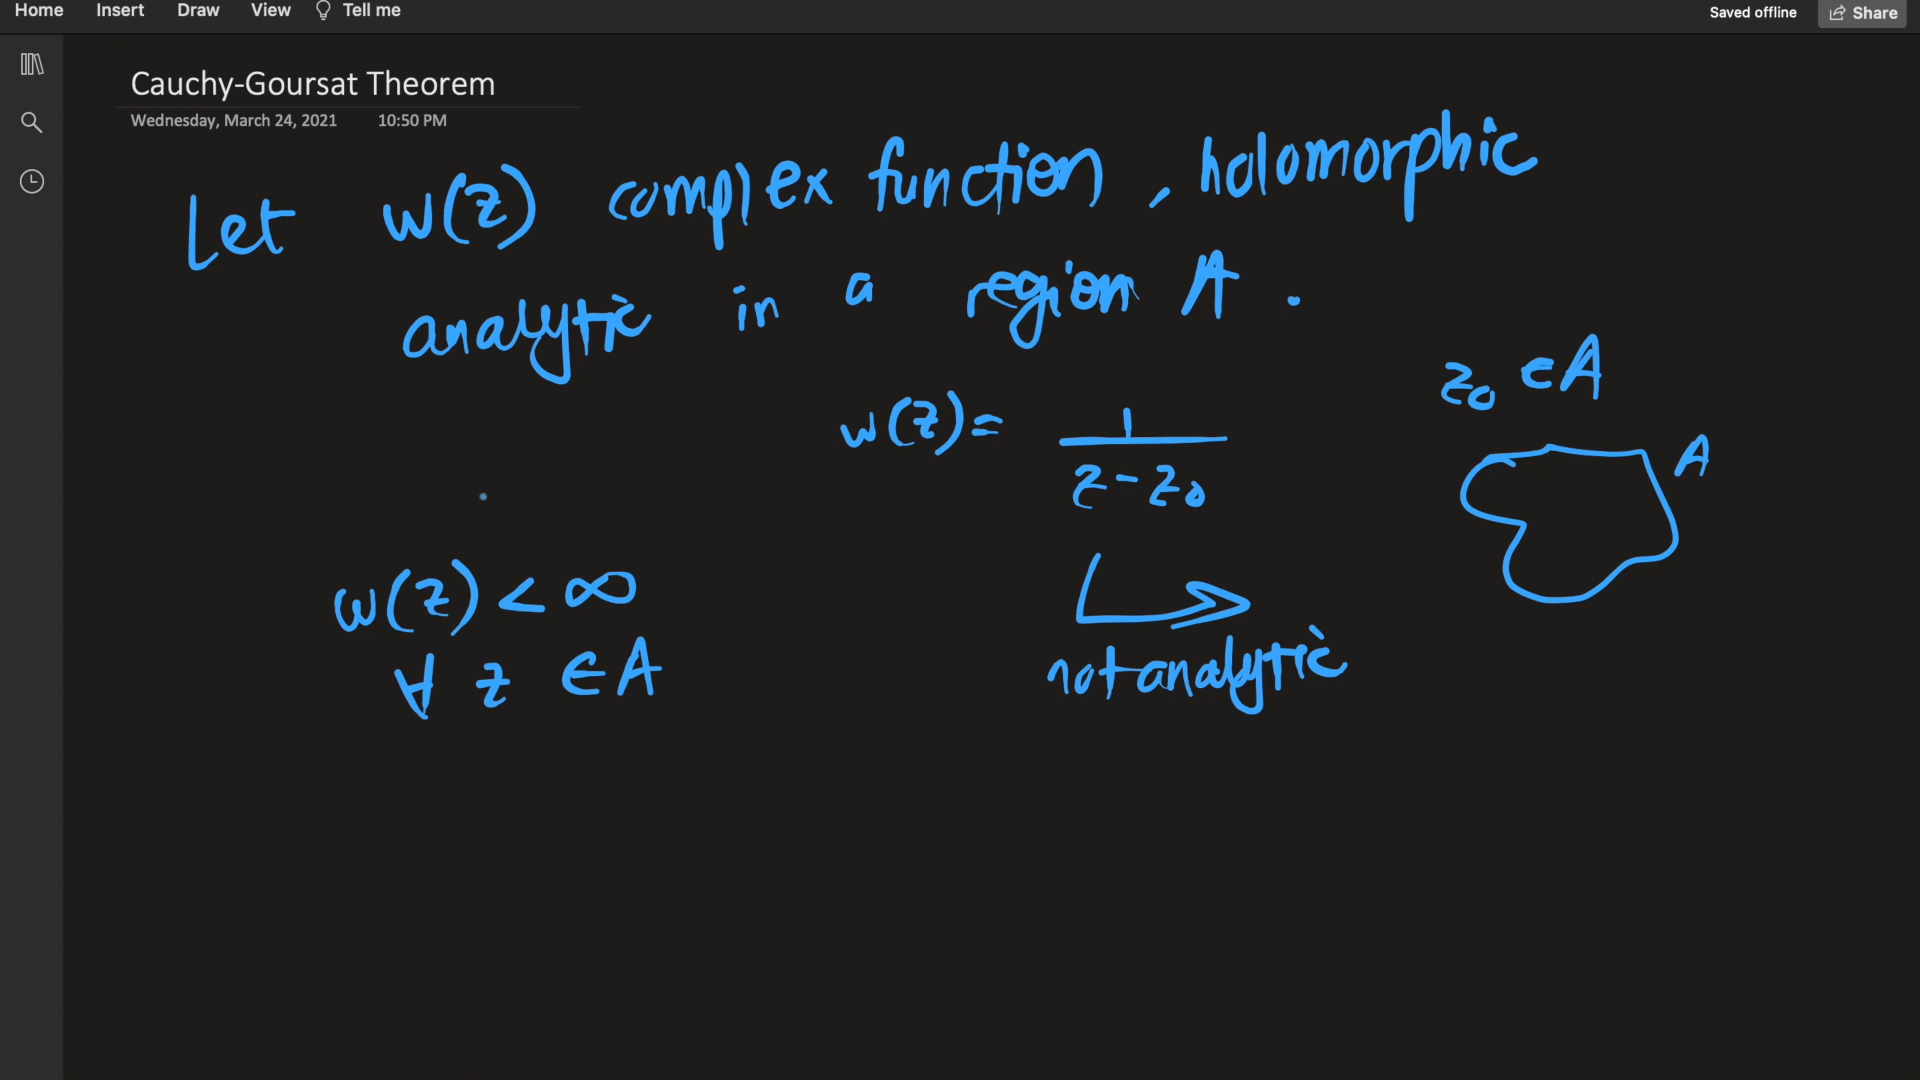 Home Insert Draw View Tell me Saved offline Share
Cauchy-Goursat Theorem
Wednesday, March 24, 2021 10:50 PM
Let w(z) complex function, holomorphic
analytic in a region A.
z₀ ∈ A
w(z) = 1/(z - z₀)
A
w(z) < ∞
∀ z ∈ A
not analytic